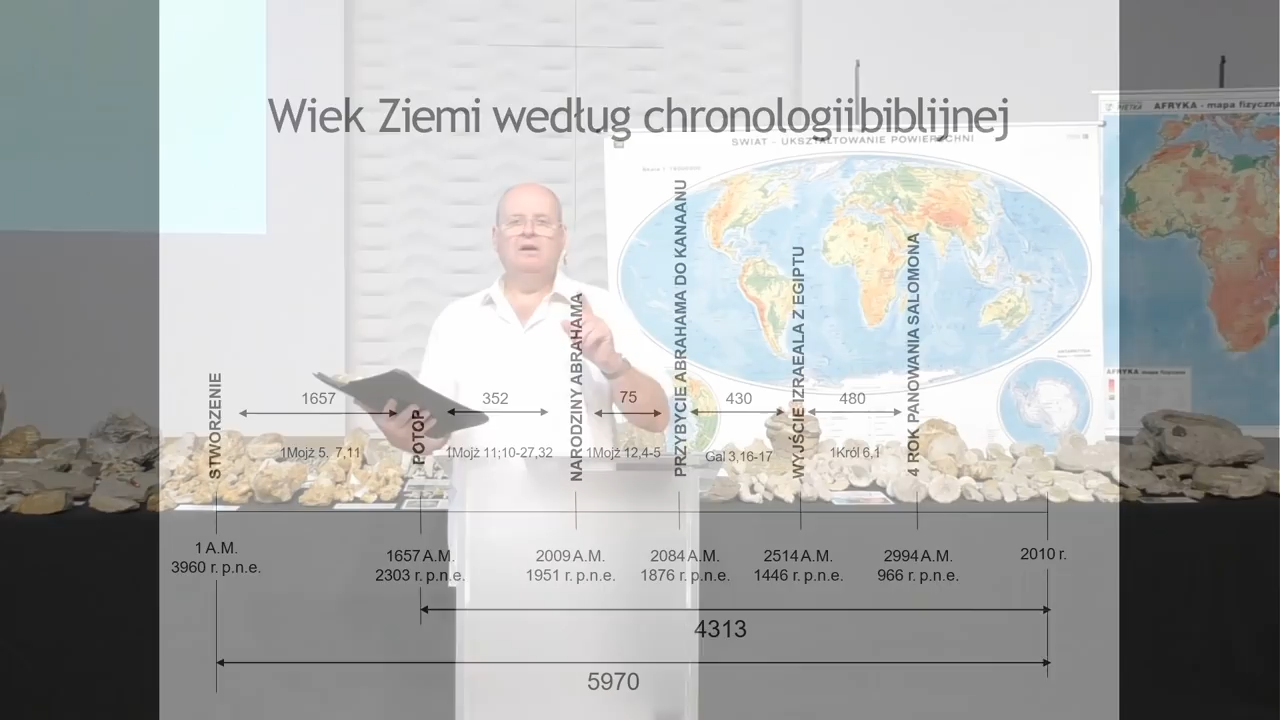 Wiek Ziemi według chronologiibiblijnej
AFRYKA - mapa fizyczna
ŚWIAT - UKSZTAŁTOWANIE POWIERZCHNI
STWORZENIE
1657
1Mojż 5. 7,11
POTOP
352
1Mojż 11;10-27,32
NARODZINY ABRAHAMA
75
1Mojż 12,4-5
PRZYBYCIE ABRAHAMA DO KANAANU
430
Gal 3,16-17
WYJŚCIE IZRAEALA Z EGIPTU
480
1Król 6,1
4 ROK PANOWANIA SALOMONA
AFRYKA
1 A.M.
3960 r. p.n.e.
1657 A.M.
2303 r. p.n.e.
2009 A.M.
1951 r. p.n.e.
2084 A.M.
1876 r. p.n.e.
2514 A.M.
1446 r. p.n.e.
2994 A.M.
966 r. p.n.e.
2010 r.
4313
5970